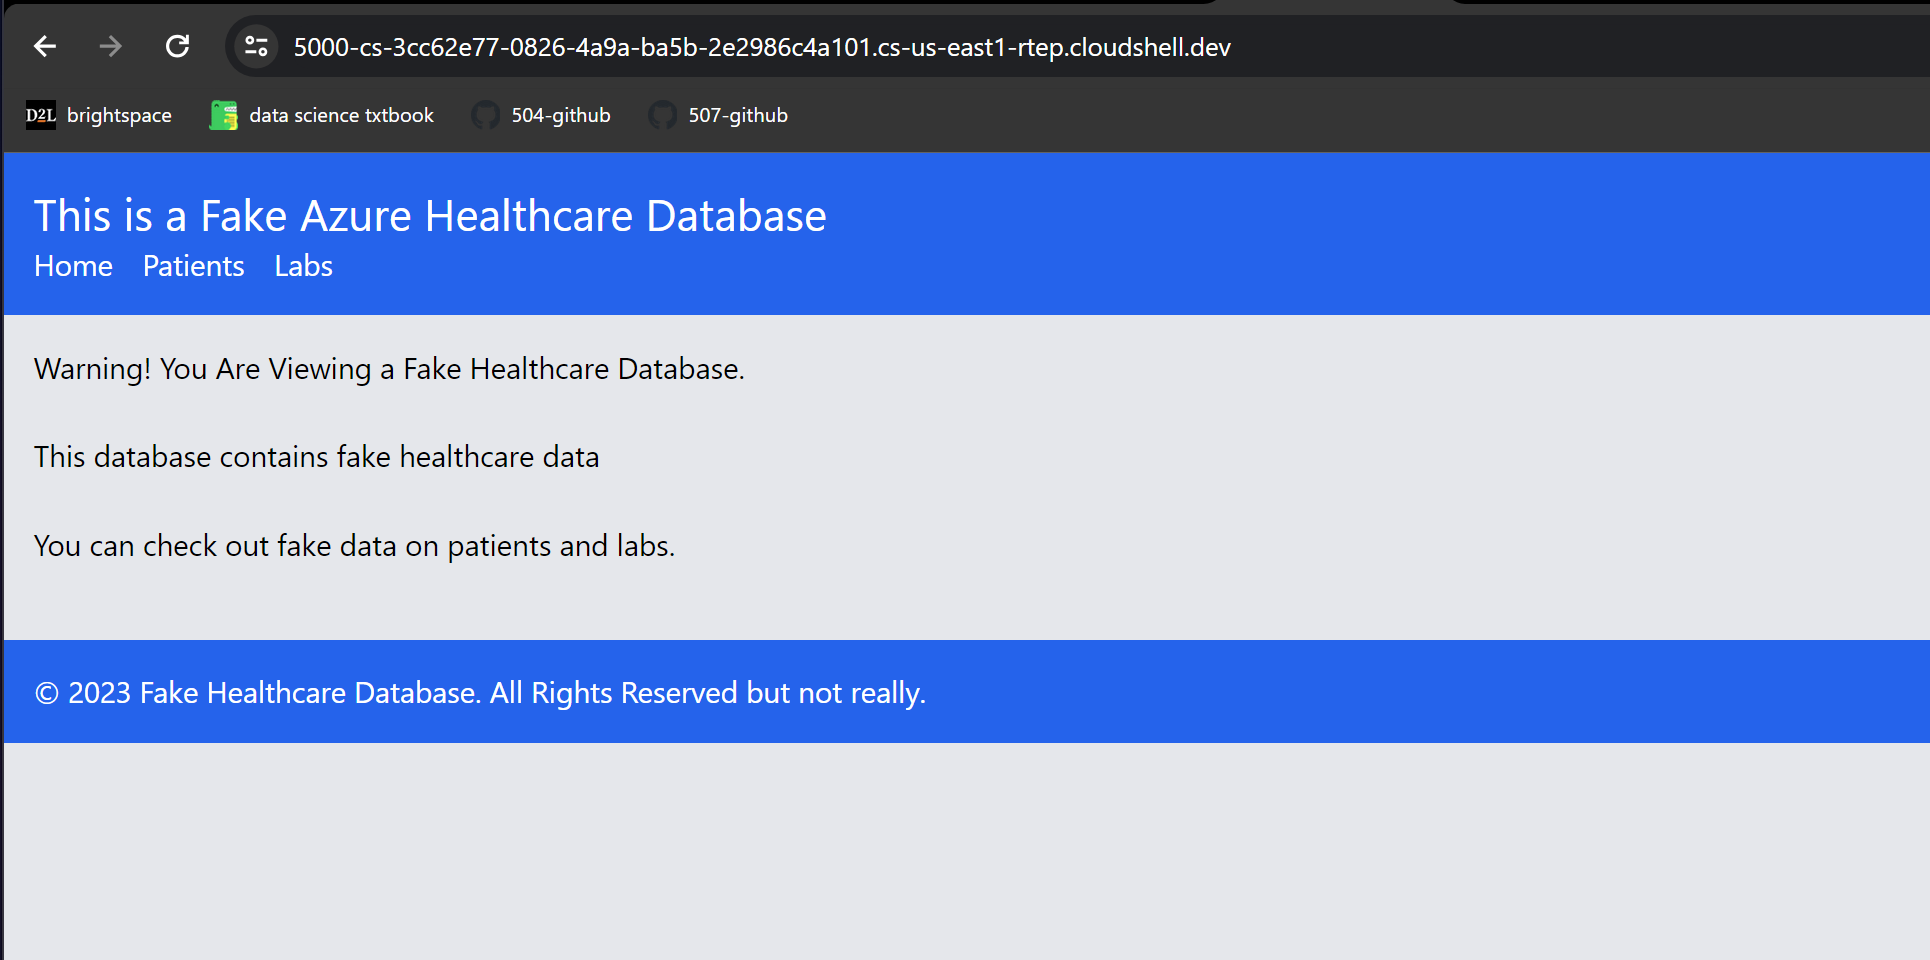 5000-cs-3cc62e77-0826-4a9a-ba5b-2e2986c4a101.cs-us-east1-rtep.cloudshell.dev
D2L brightspace data science txtbook 504-github 507-github
This is a Fake Azure Healthcare Database
Home Patients Labs
Warning! You Are Viewing a Fake Healthcare Database.
This database contains fake healthcare data
You can check out fake data on patients and labs.
© 2023 Fake Healthcare Database. All Rights Reserved but not really.